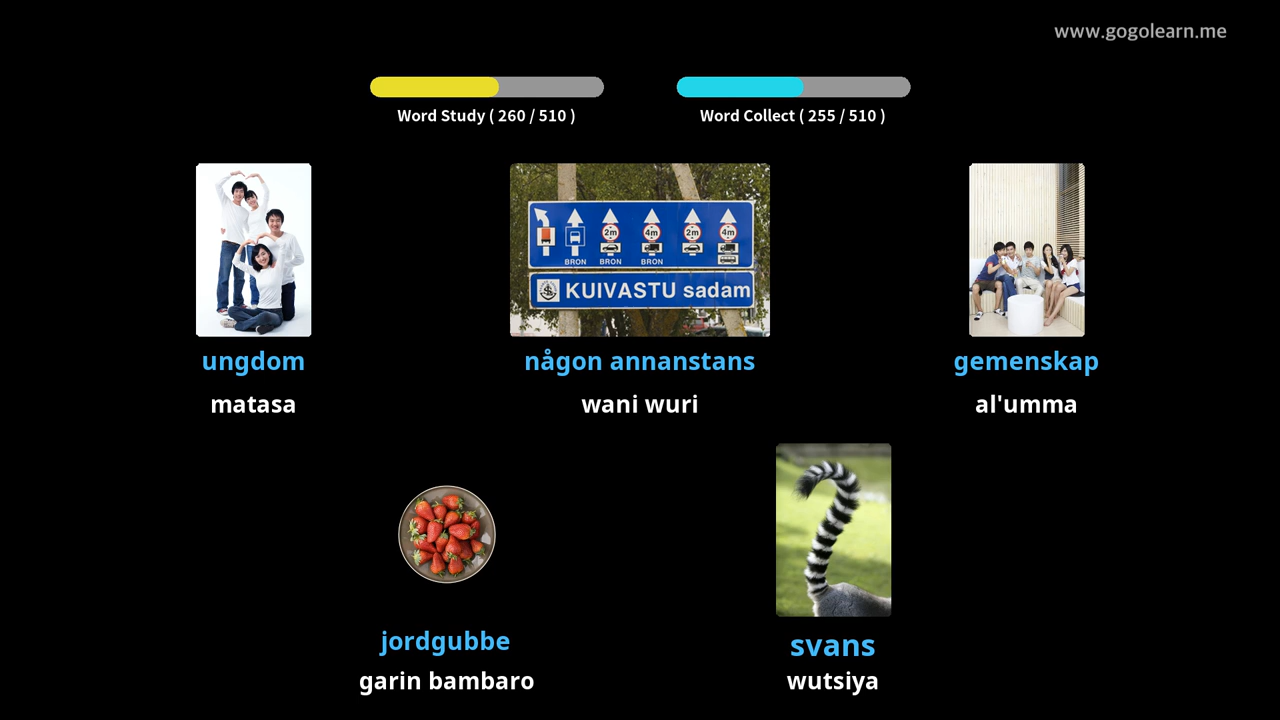 www.gogolearn.me
Word Study ( 260 / 510 )
Word Collect ( 255 / 510 )
2m 4m 2m 4m
BRON BRON BRON
KUIVASTU sadam
ungdom
matasa
någon annanstans
wani wuri
gemenskap
al'umma
jordgubbe
garin bambaro
svans
wutsiya